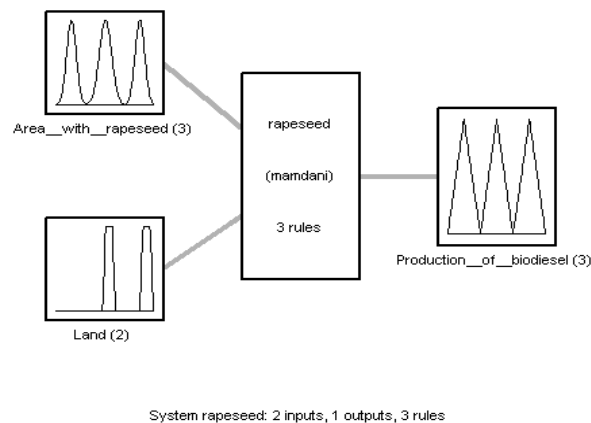 Area__with__rapeseed (3)
rapeseed
(mamdani)
3 rules
Production__of__biodiesel (3)
Land (2)
System rapeseed: 2 inputs, 1 outputs, 3 rules